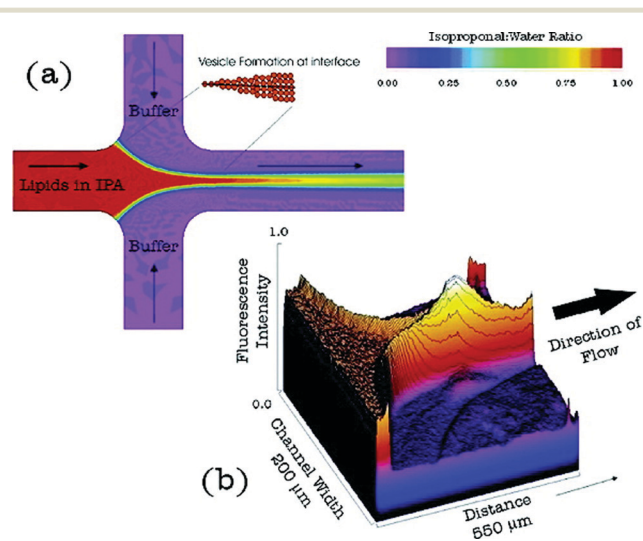 Isoproponal:Water Ratio
0.00 0.25 0.50 0.75 1.00
(a)
Vesicle Formation at interface
Buffer
Lipids in IPA
Buffer
1.0
Fluorescence
Intensity
0.0
Direction of
Flow
Channel Width
200 µm
(b)
Distance
550 µm